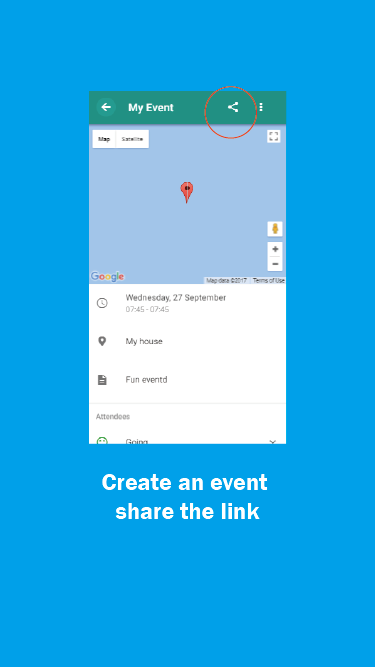 My Event
Map Satellite
Google
Map data ©2017 Terms of Use
Wednesday, 27 September
07:45 - 07:45
My house
Fun eventd
Attendees
Going
Create an event
share the link